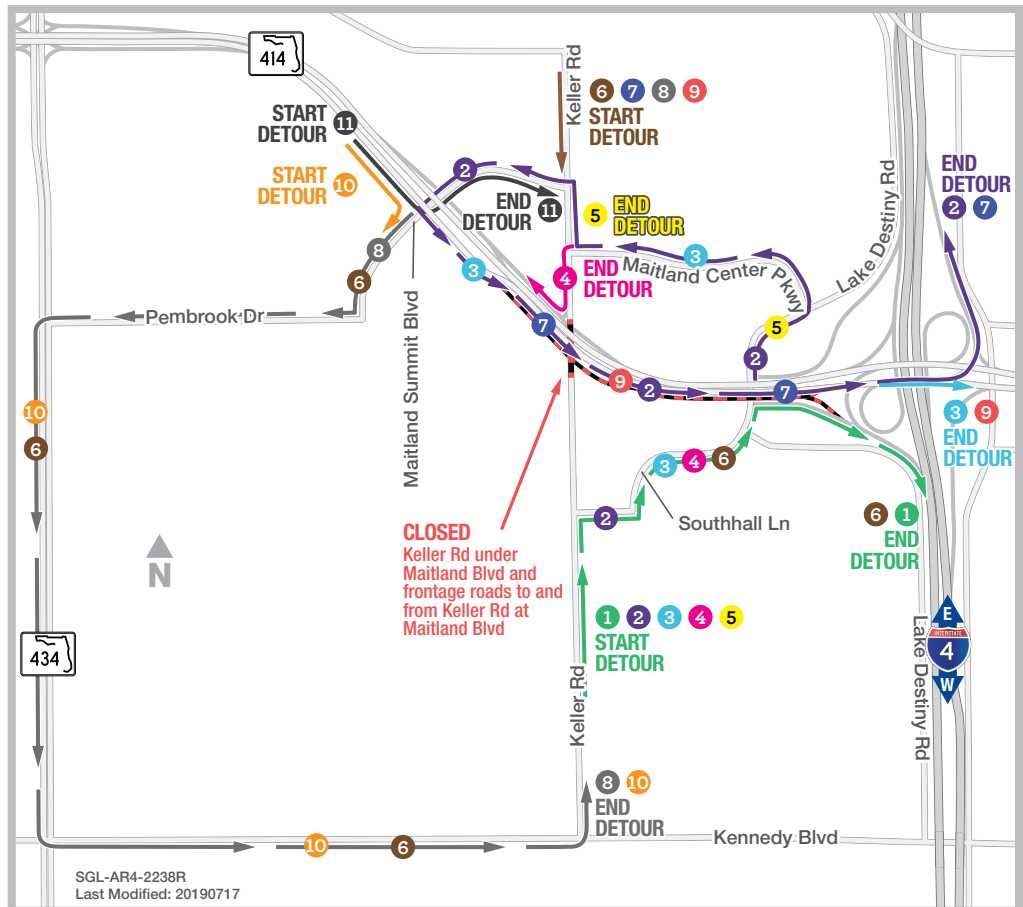 414
Keller Rd
6 7 8 9
START
DETOUR
START
DETOUR 11
START
DETOUR 10
2
END
DETOUR 11
5 END
DETOUR
END
DETOUR
2 7
Lake Destiny Rd
8
6
3
4 END
DETOUR
3
Maitland Center Pkwy
5
2
Pembrook Dr
Maitland Summit Blvd
7
9
2
7
3 9
END
DETOUR
10
6
3
4
6
2
Southhall Ln
CLOSED
Keller Rd under
Maitland Blvd and
frontage roads to and
from Keller Rd at
Maitland Blvd
6 1
END
DETOUR
N
1 2 3 4 5
START
DETOUR
E
INTERSTATE
4
W
434
Keller Rd
Lake Destiny Rd
8 10
END
DETOUR
Kennedy Blvd
10
6
SGL-AR4-2238R
Last Modified: 20190717